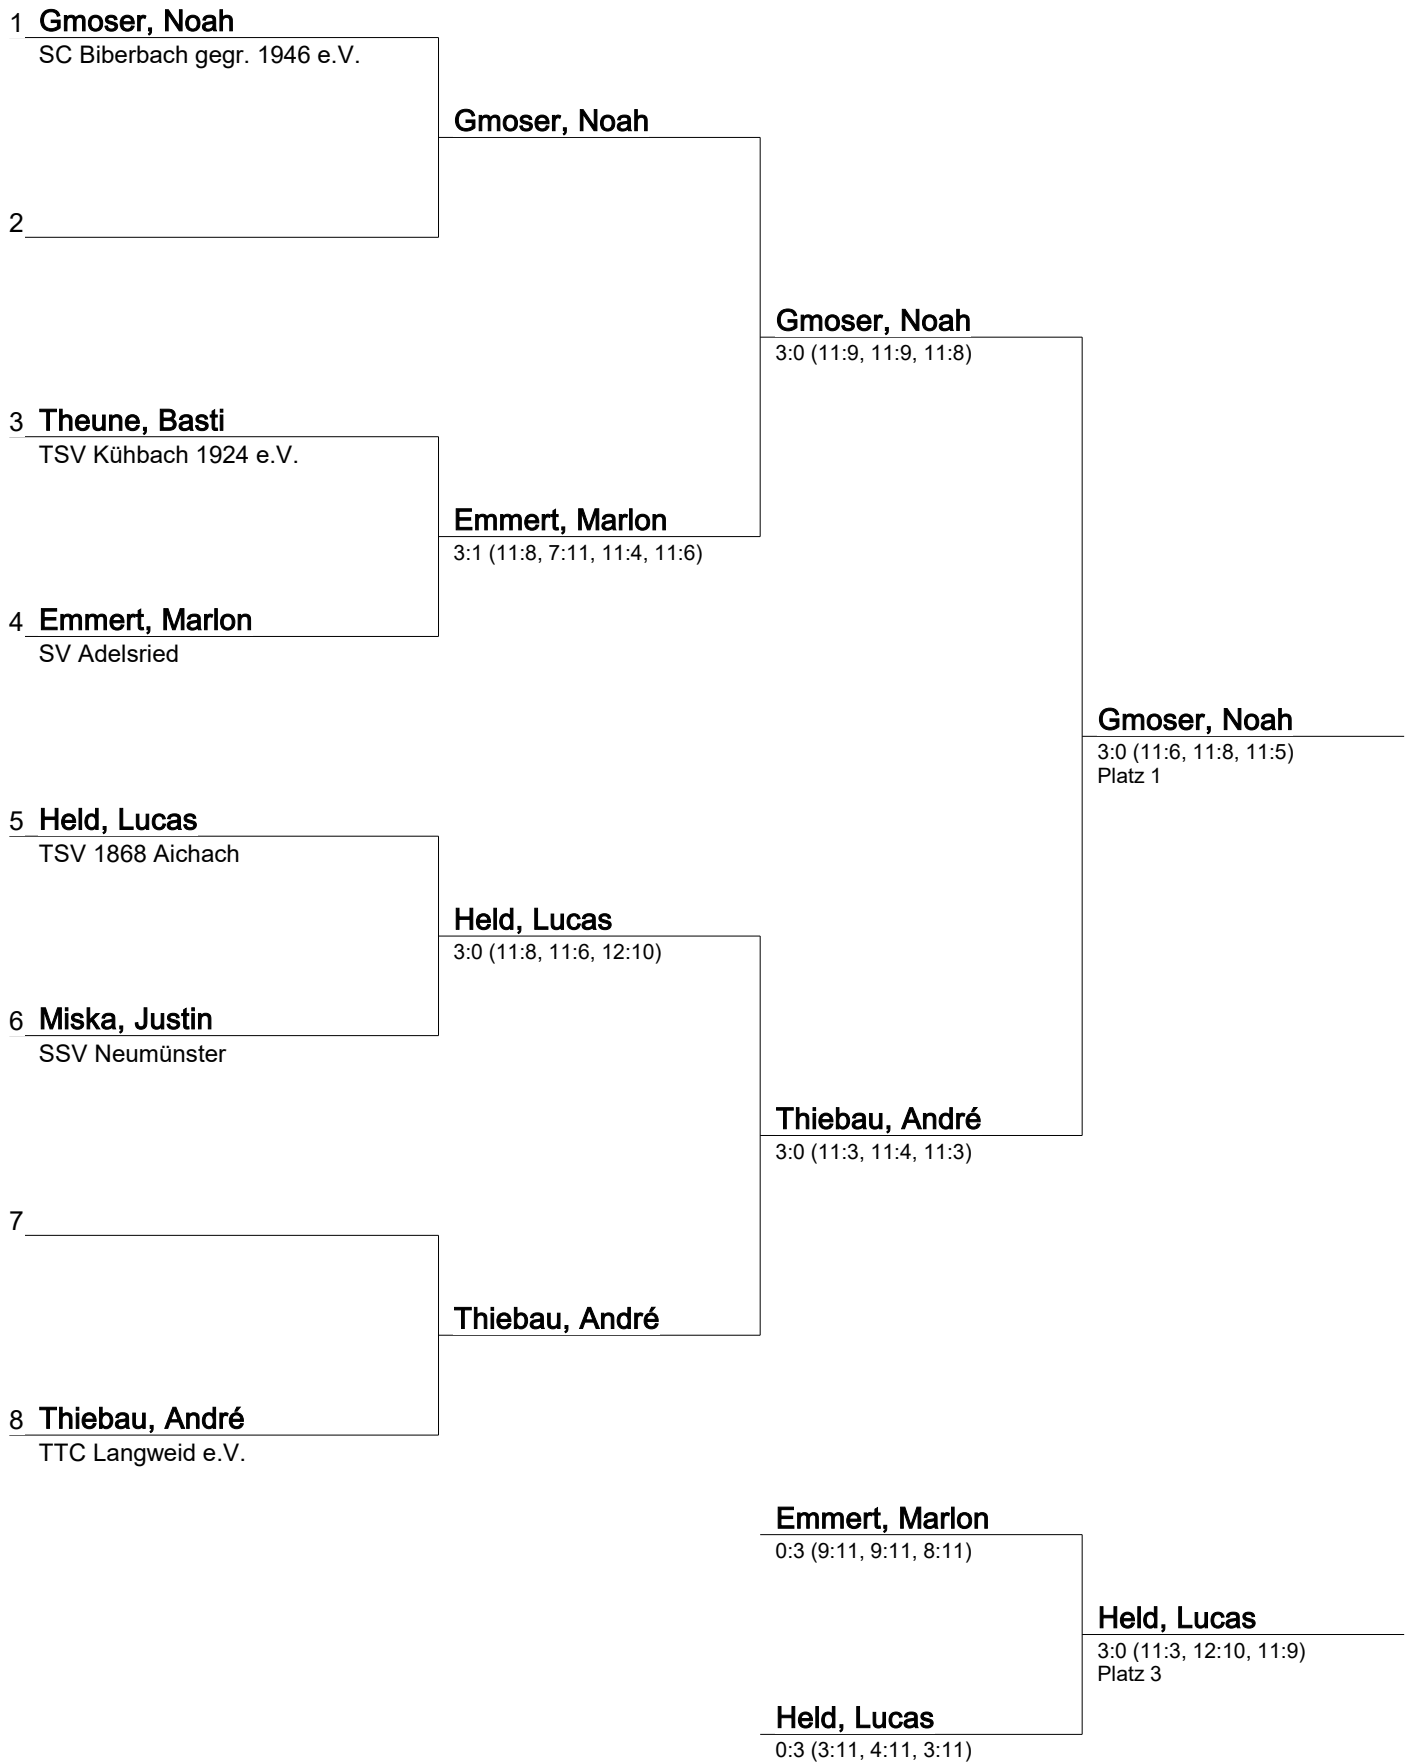 1 Gmoser, Noah
SC Biberbach gegr. 1946 e.V.
Gmoser, Noah
2
Gmoser, Noah
3:0 (11:9, 11:9, 11:8)
3 Theune, Basti
TSV Kühbach 1924 e.V.
Emmert, Marlon
3:1 (11:8, 7:11, 11:4, 11:6)
4 Emmert, Marlon
SV Adelsried
Gmoser, Noah
3:0 (11:6, 11:8, 11:5)
Platz 1
5 Held, Lucas
TSV 1868 Aichach
Held, Lucas
3:0 (11:8, 11:6, 12:10)
6 Miska, Justin
SSV Neumünster
Thiebau, André
3:0 (11:3, 11:4, 11:3)
7
Thiebau, André
8 Thiebau, André
TTC Langweid e.V.
Emmert, Marlon
0:3 (9:11, 9:11, 8:11)
Held, Lucas
3:0 (11:3, 12:10, 11:9)
Platz 3
Held, Lucas
0:3 (3:11, 4:11, 3:11)